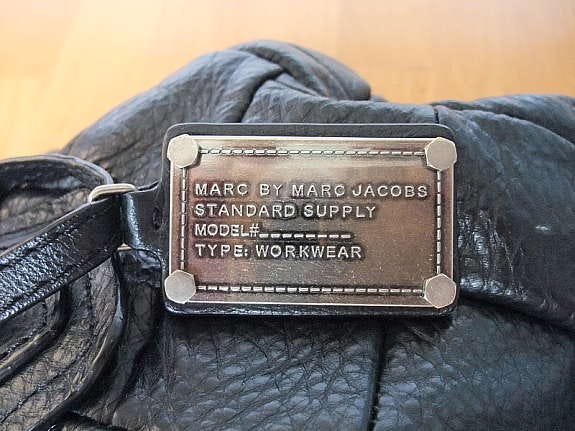 MARC BY MARC JACOBS
STANDARD SUPPLY
MODEL#________
TYPE: WORKWEAR